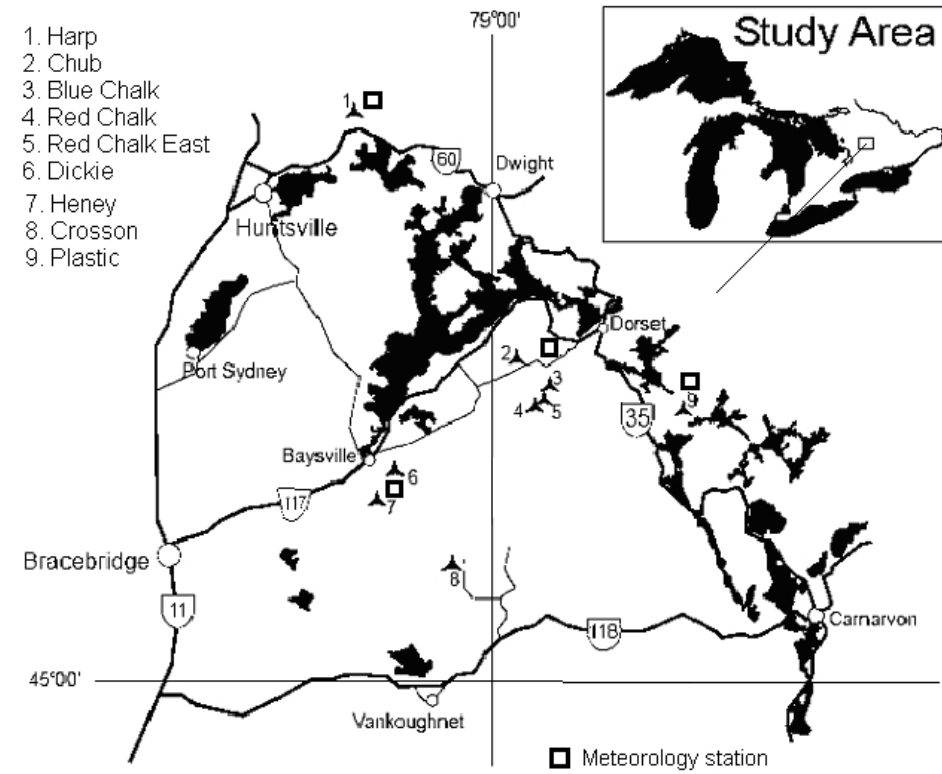 79°00'
Study Area
1. Harp
2. Chub
3. Blue Chalk
4. Red Chalk
5. Red Chalk East
6. Dickie
7. Heney
8. Crosson
9. Plastic
1
60
Dwight
Huntsville
Dorset
2
Port Sydney
3
4
5
9
35
Baysville
6
7
117
Bracebridge
8
11
118
Carnarvon
45°00'
Vankoughnet
Meteorology station